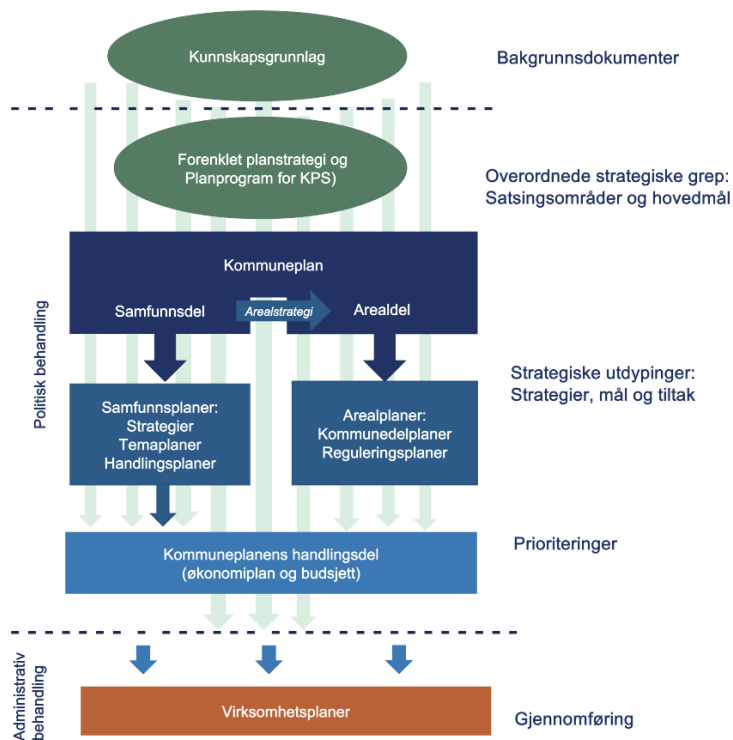 Kunnskapsgrunnlag
Bakgrunnsdokumenter
Forenklet planstrategi og
Planprogram for KPS)
Overordnede strategiske grep:
Satsingsområder og hovedmål
Politisk behandling
Kommuneplan
Samfunnsdel
Arealstrategi
Arealdel
Strategiske utdypinger:
Strategier, mål og tiltak
Samfunnsplaner:
Strategier
Temaplaner
Handlingsplaner
Arealplaner:
Kommunedelplaner
Reguleringsplaner
Kommuneplanens handlingsdel
(økonomiplan og budsjett)
Prioriteringer
Administrativ
behandling
Virksomhetsplaner
Gjennomføring